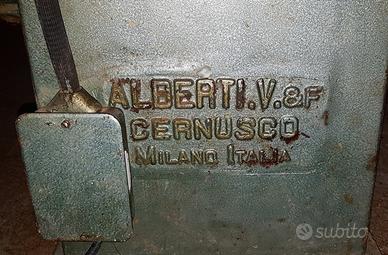 ALBERTI.V.&F
CERNUSCO
MILANO ITALIA
subito